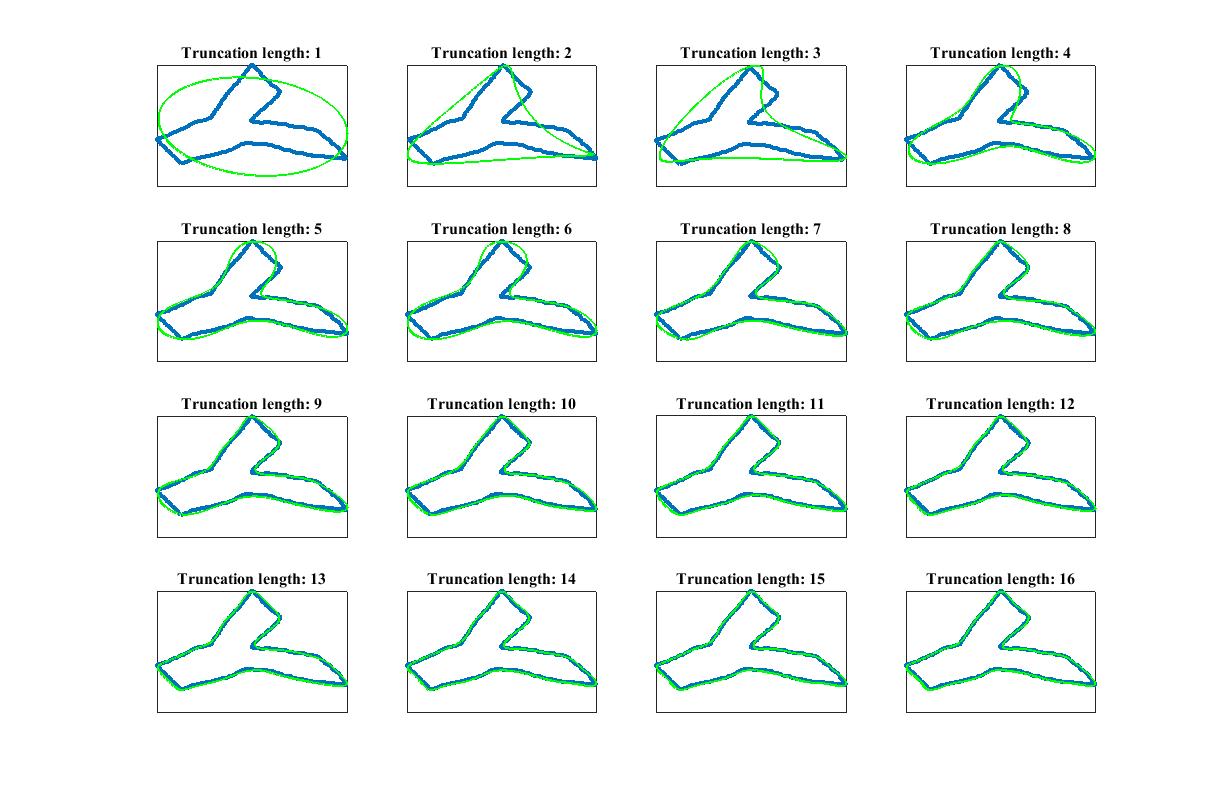 Truncation length: 1
Truncation length: 2
Truncation length: 3
Truncation length: 4
Truncation length: 5
Truncation length: 6
Truncation length: 7
Truncation length: 8
Truncation length: 9
Truncation length: 10
Truncation length: 11
Truncation length: 12
Truncation length: 13
Truncation length: 14
Truncation length: 15
Truncation length: 16